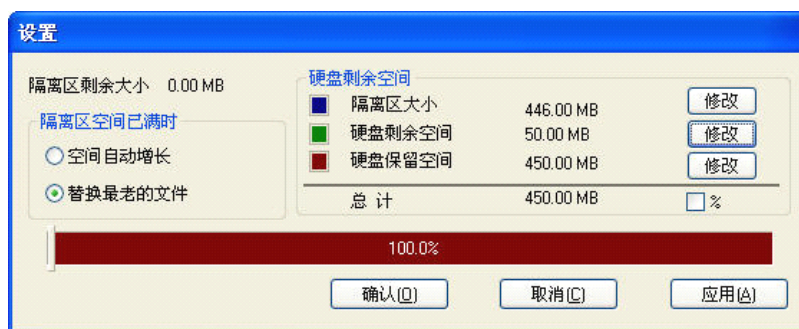 设置
隔离区剩余大小 0.00 MB
隔离区空间已满时
空间自动增长
替换最老的文件
硬盘剩余空间
隔离区大小 446.00 MB 修改
硬盘剩余空间 50.00 MB 修改
硬盘保留空间 450.00 MB 修改
总 计 450.00 MB %
100.0%
确认(O) 取消(C) 应用(A)